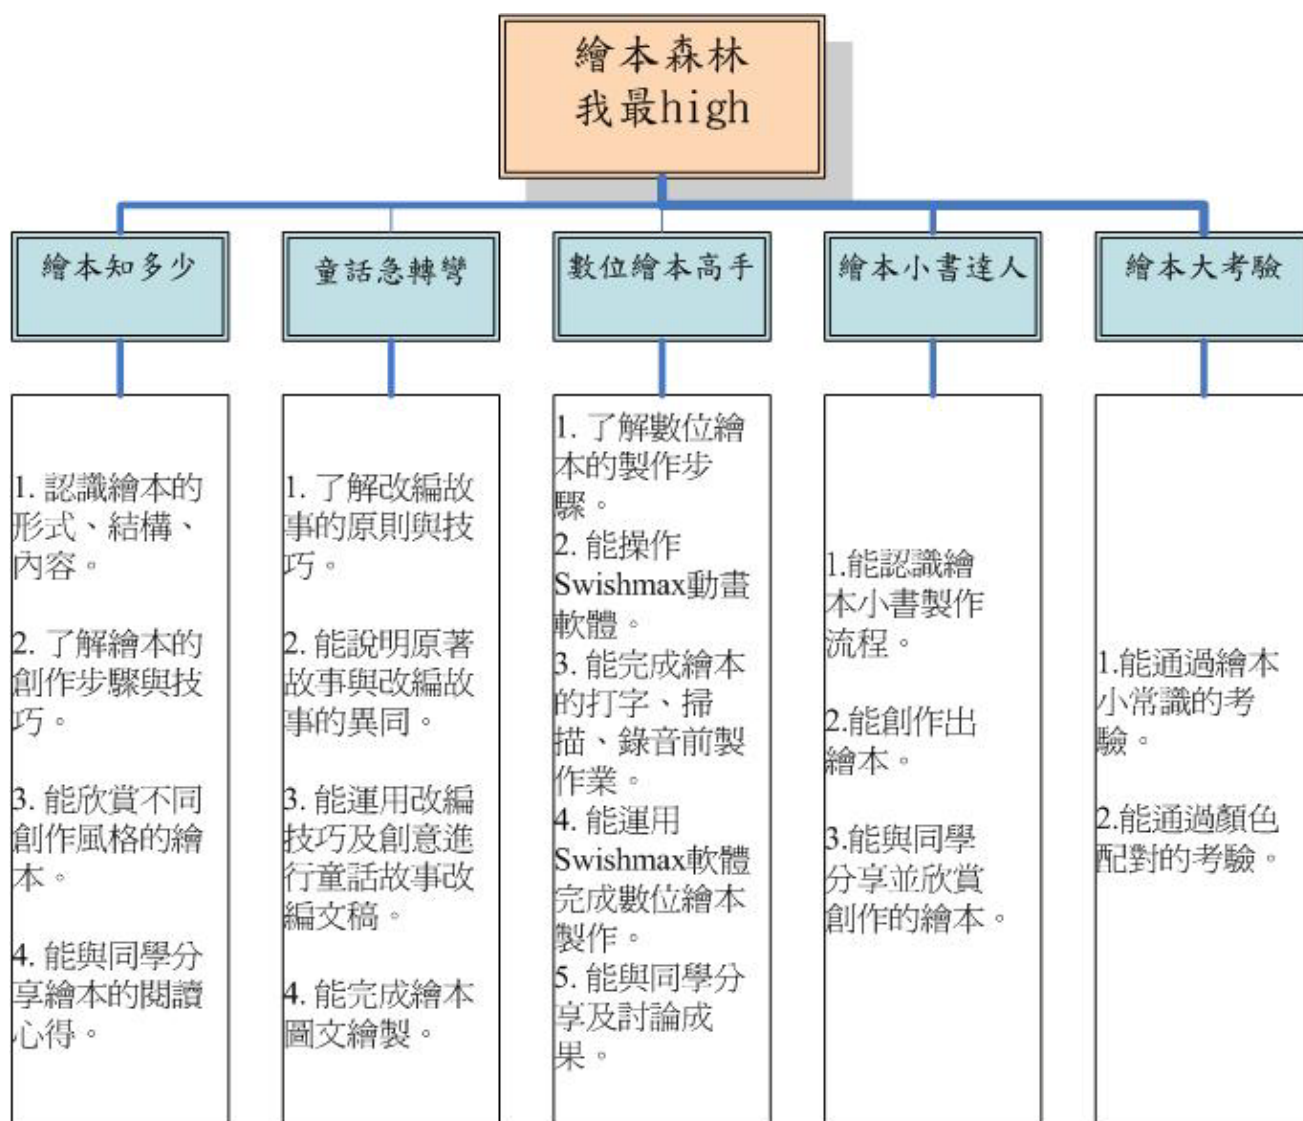 繪本森林
我最high
繪本知多少
童話急轉彎
數位繪本高手
繪本小書達人
繪本大考驗
1. 認識繪本的
形式、結構、
內容。
2. 了解繪本的
創作步驟與技
巧。
3. 能欣賞不同
創作風格的繪
本。
4. 能與同學分
享繪本的閱讀
心得。
1. 了解改編故
事的原則與技
巧。
2. 能說明原著
故事與改編故
事的異同。
3. 能運用改編
技巧及創意進
行童話故事改
編文稿。
4. 能完成繪本
圖文繪製。
1. 了解數位繪
本的製作步
驟。
2. 能操作
Swishmax動畫
軟體。
3. 能完成繪本
的打字、掃
描、錄音前製
作業。
4. 能運用
Swishmax軟體
完成數位繪本
製作。
5. 能與同學分
享及討論成
果。
1.能認識繪
本小書製作
流程。
2.能創作出
繪本。
3.能與同學
分享並欣賞
創作的繪本。
1.能通過繪本
小常識的考
驗。
2.能通過顏色
配對的考驗。